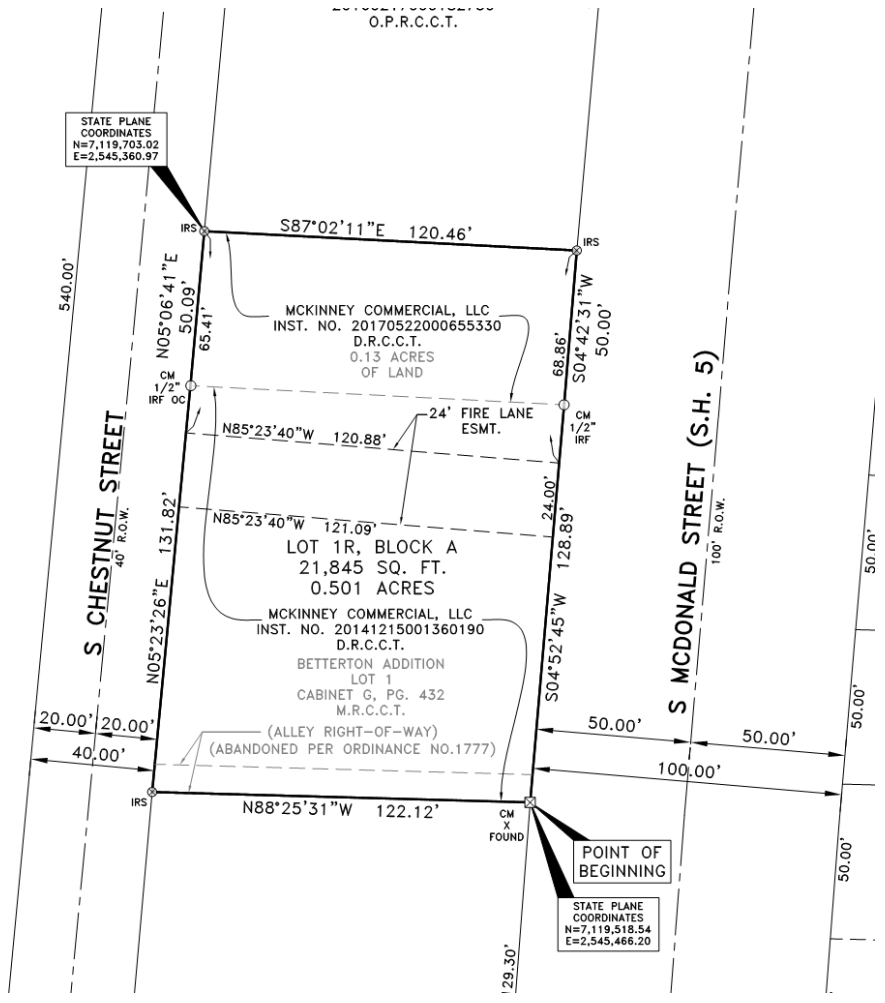 O.P.R.C.C.T.
STATE PLANE
COORDINATES
N=7,119,703.02
E=2,545,360.97
IRS
S87°02'11"E 120.46'
IRS
540.00'
N05°06'41"E
50.09'
65.41'
MCKINNEY COMMERCIAL, LLC
INST. NO. 20170522000655330
D.R.C.C.T.
0.13 ACRES
OF LAND
68.86'
S04°42'31"W
50.00'
CM
1/2"
IRF OC
CM
1/2"
IRF
24' FIRE LANE
ESMT.
N85°23'40"W 120.88'
N85°23'40"W 121.09'
24.00'
LOT 1R, BLOCK A
21,845 SQ. FT.
0.501 ACRES
S CHESTNUT STREET
40' R.O.W.
N05°23'26"E 131.82'
S04°52'45"W 128.89'
S MCDONALD STREET (S.H. 5)
100' R.O.W.
50.00'
MCKINNEY COMMERCIAL, LLC
INST. NO. 20141215001360190
D.R.C.C.T.
BETTERTON ADDITION
LOT 1
CABINET G, PG. 432
M.R.C.C.T.
(ALLEY RIGHT-OF-WAY)
(ABANDONED PER ORDINANCE NO.1777)
20.00' 20.00'
40.00'
50.00'
50.00'
100.00'
50.00'
IRS
N88°25'31"W 122.12'
CM
X
FOUND
POINT OF
BEGINNING
50.00'
STATE PLANE
COORDINATES
N=7,119,518.54
E=2,545,466.20
29.30'